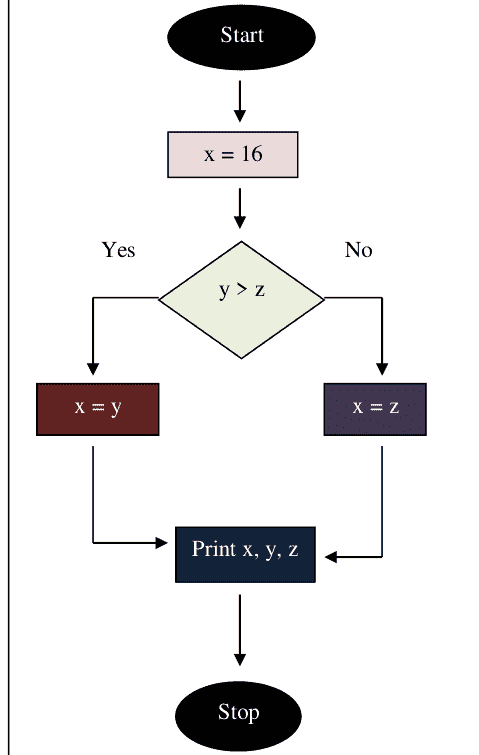 Start
x = 16
Yes
No
y > z
x = y
x = z
Print x, y, z
Stop